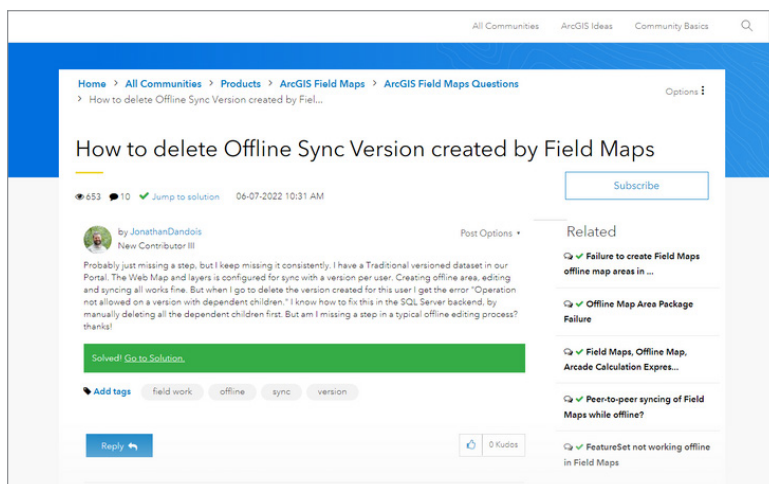 All Communities ArcGIS Ideas Community Basics
Home > All Communities > Products > ArcGIS Field Maps > ArcGIS Field Maps Questions
> How to delete Offline Sync Version created by Fiel...
Options
How to delete Offline Sync Version created by Field Maps
Subscribe
653 10 Jump to solution 06-07-2022 10:31 AM
by JonathanDandois
New Contributor III
Post Options
Probably just missing a step, but I keep missing it consistently. I have a Traditional versioned dataset in our
Portal. The Web Map and layers is configured for sync with a version per user. Creating offline area, editing
and syncing all works fine. But when I go to delete the version created for this user I get the error "Operation
not allowed on a version with dependent children." I know how to fix this in the SQL Server backend, by
manually deleting all the dependent children first. But am I missing a step in a typical offline editing process?
thanks!
Solved! Go to Solution.
Add tags field work offline sync version
Reply
0 Kudos
Related
Failure to create Field Maps
offline map areas in ...
Offline Map Area Package
Failure
Field Maps, Offline Map,
Arcade Calculation Expres...
Peer-to-peer syncing of Field
Maps while offline?
FeatureSet not working offline
in Field Maps